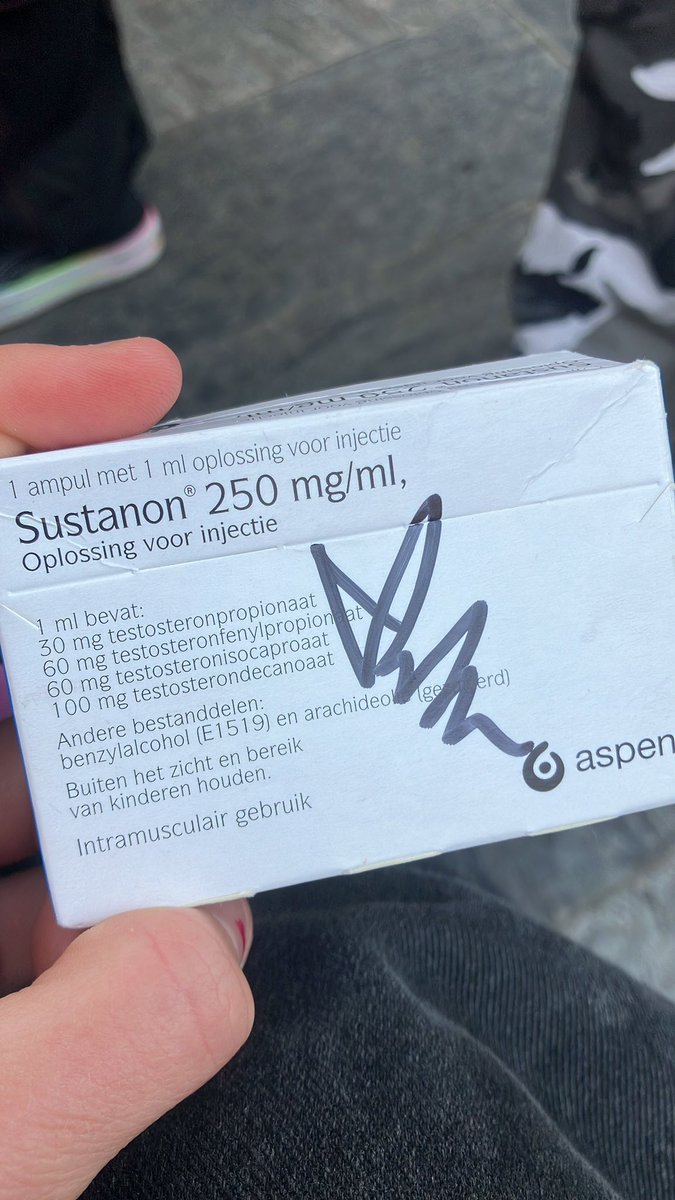 1 ampul met 1 ml oplossing voor injectie
Sustanon® 250 mg/ml,
Oplossing voor injectie
1 ml bevat:
30 mg testosteronpropionaat
60 mg testosteronfenylpropionaat
60 mg testosteronisocaproaat
100 mg testosterondecanoaat
Andere bestanddelen:
benzylalcohol (E1519) en
Buiten het zicht en bereik
van kinderen houden.
Intramusculair gebruik
aspen